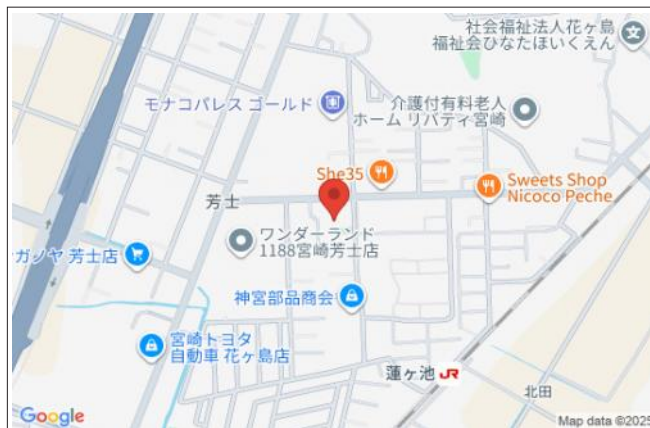 社会福祉法人花ヶ島
福祉会ひなたほいくえん
モナコパレス ゴールド
介護付有料老人
ホーム リバティ宮崎
She35
Sweets Shop
Nicoco Peche
芳士
ワンダーランド
1188宮崎芳士店
ガノヤ 芳士店
神宮部品商会
宮崎トヨタ
自動車 花ヶ島店
蓮ヶ池 JR
北田
Google
Map data ©2025